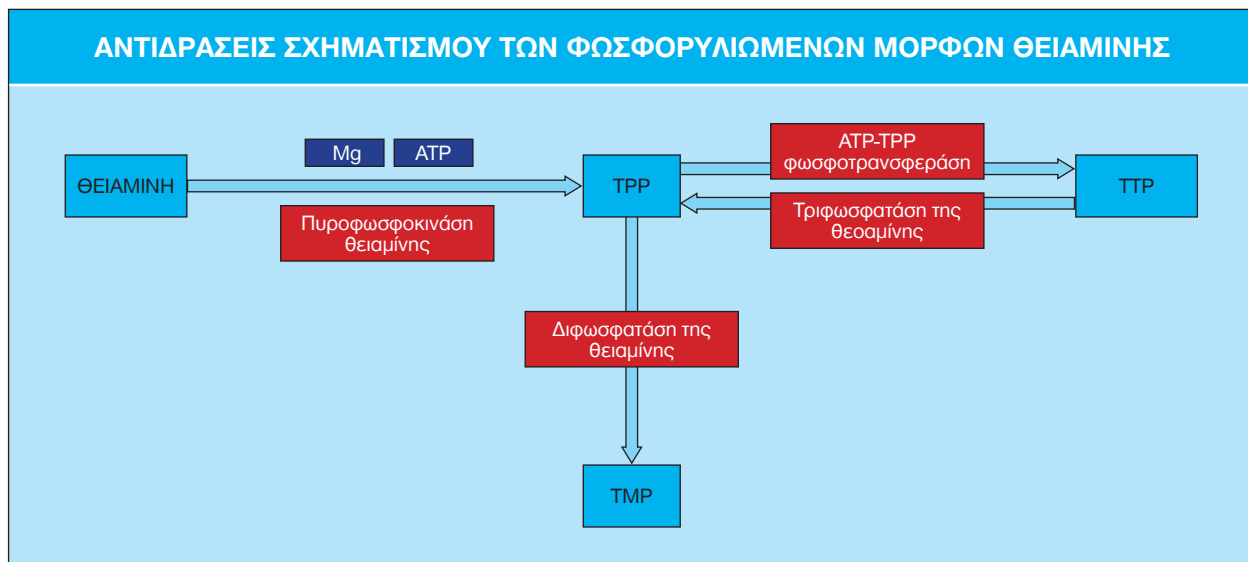 ΑΝΤΙΔΡΑΣΕΙΣ ΣΧΗΜΑΤΙΣΜΟΥ ΤΩΝ ΦΩΣΦΟΡΥΛΙΩΜΕΝΩΝ ΜΟΡΦΩΝ ΘΕΙΑΜΙΝΗΣ
Mg
ATP
ΘΕΙΑΜΙΝΗ
Πυροφωσφοκινάση
θειαμίνης
TPP
ATP-TPP
φωσφοτρανσφεράση
Τριφωσφατάση της
θεοαμίνης
TTP
Διφωσφατάση της
θειαμίνης
TMP